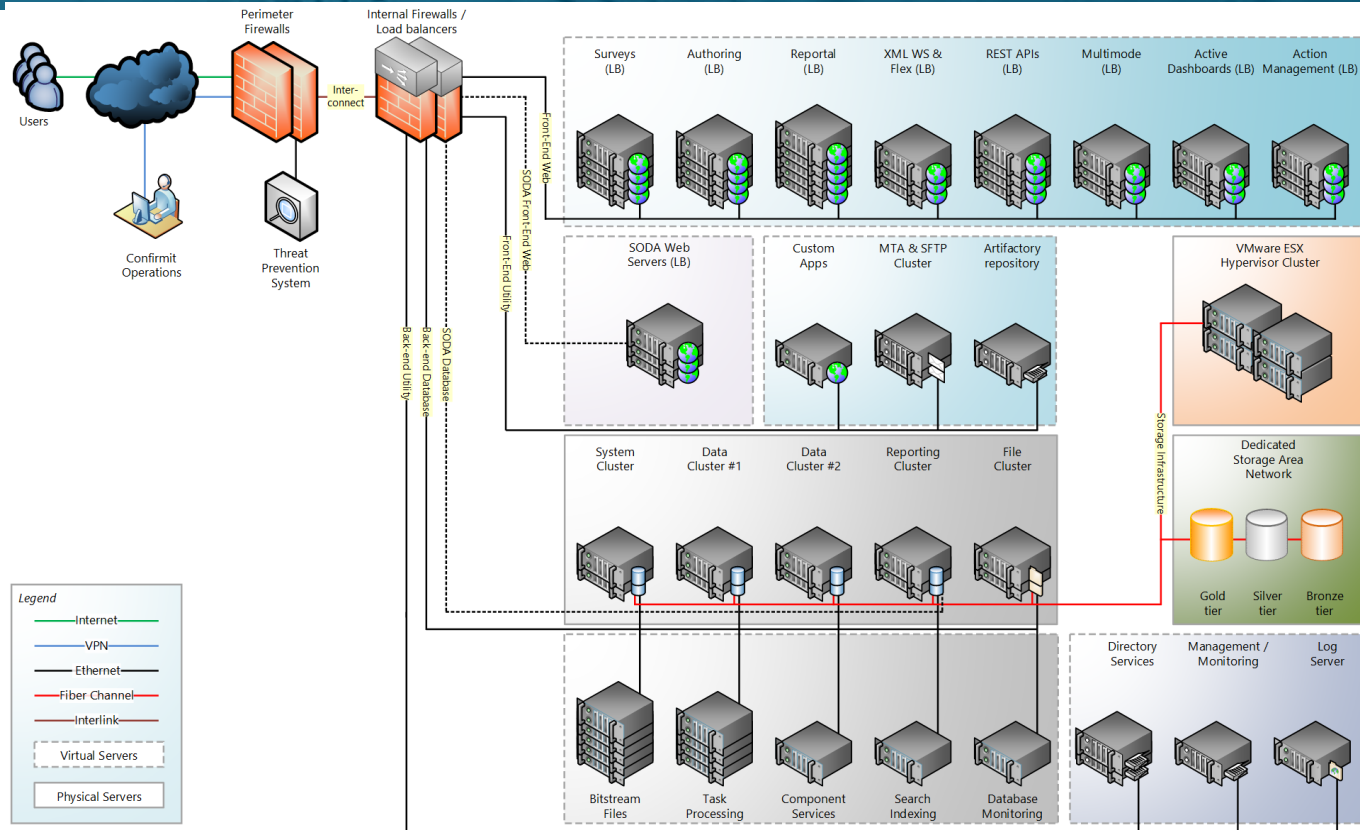 Perimeter
Firewalls
Internal Firewalls /
Load balancers
Users
Inter-
connect
Confirmit
Operations
Threat
Prevention
System
Front-End Web
SODA Front-End Web
Front-End Utility
Back-end Utility
Back-end Database
SODA Database
Surveys
(LB)
Authoring
(LB)
Reportal
(LB)
XML WS &
Flex (LB)
REST APIs
(LB)
Multimode
(LB)
Active
Dashboards (LB)
Action
Management (LB)
SODA Web
Servers (LB)
Custom
Apps
MTA & SFTP
Cluster
Artifactory
repository
VMware ESX
Hypervisor Cluster
System
Cluster
Data
Cluster #1
Data
Cluster #2
Reporting
Cluster
File
Cluster
Storage Infrastructure
Dedicated
Storage Area
Network
Gold
tier
Silver
tier
Bronze
tier
Bitstream
Files
Task
Processing
Component
Services
Search
Indexing
Database
Monitoring
Directory
Services
Management /
Monitoring
Log
Server
Legend
Internet
VPN
Ethernet
Fiber Channel
Interlink
Virtual Servers
Physical Servers